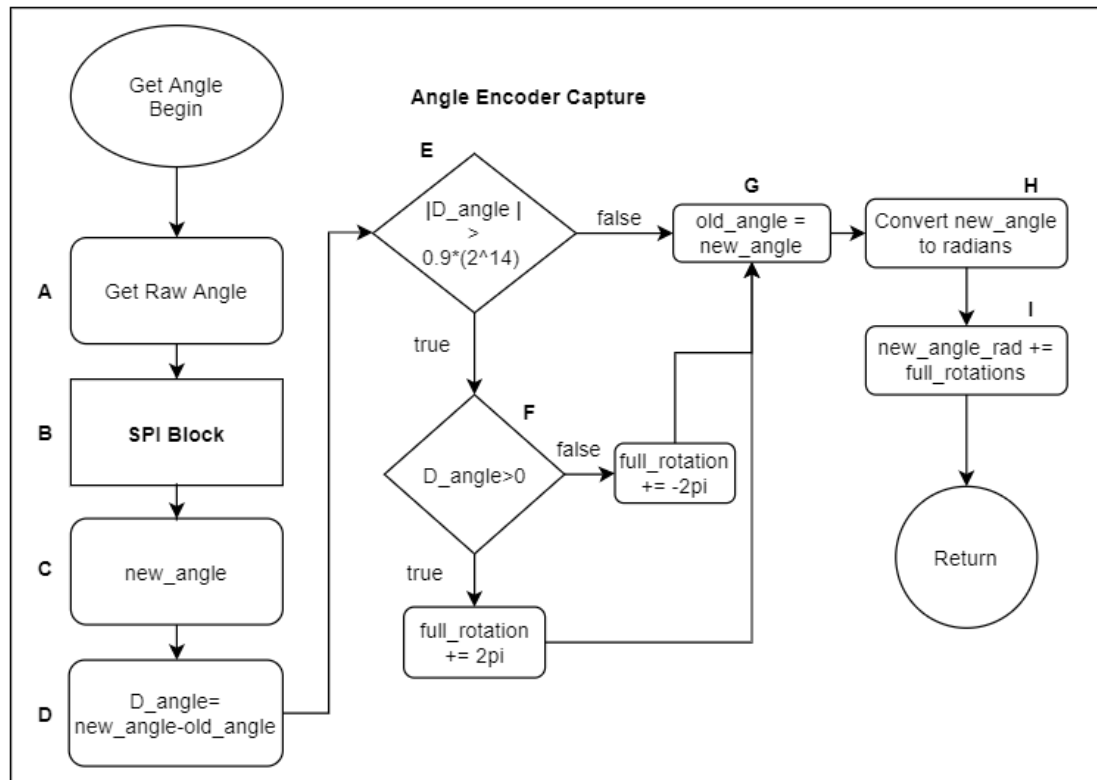 Get Angle
Begin
A
Get Raw Angle
B
SPI Block
C
new_angle
D
D_angle=
new_angle-old_angle
Angle Encoder Capture
E
|D_angle |
>
0.9*(2^14)
false
true
F
D_angle>0
false
full_rotation
+= -2pi
true
full_rotation
+= 2pi
G
old_angle =
new_angle
H
Convert new_angle
to radians
I
new_angle_rad +=
full_rotations
Return